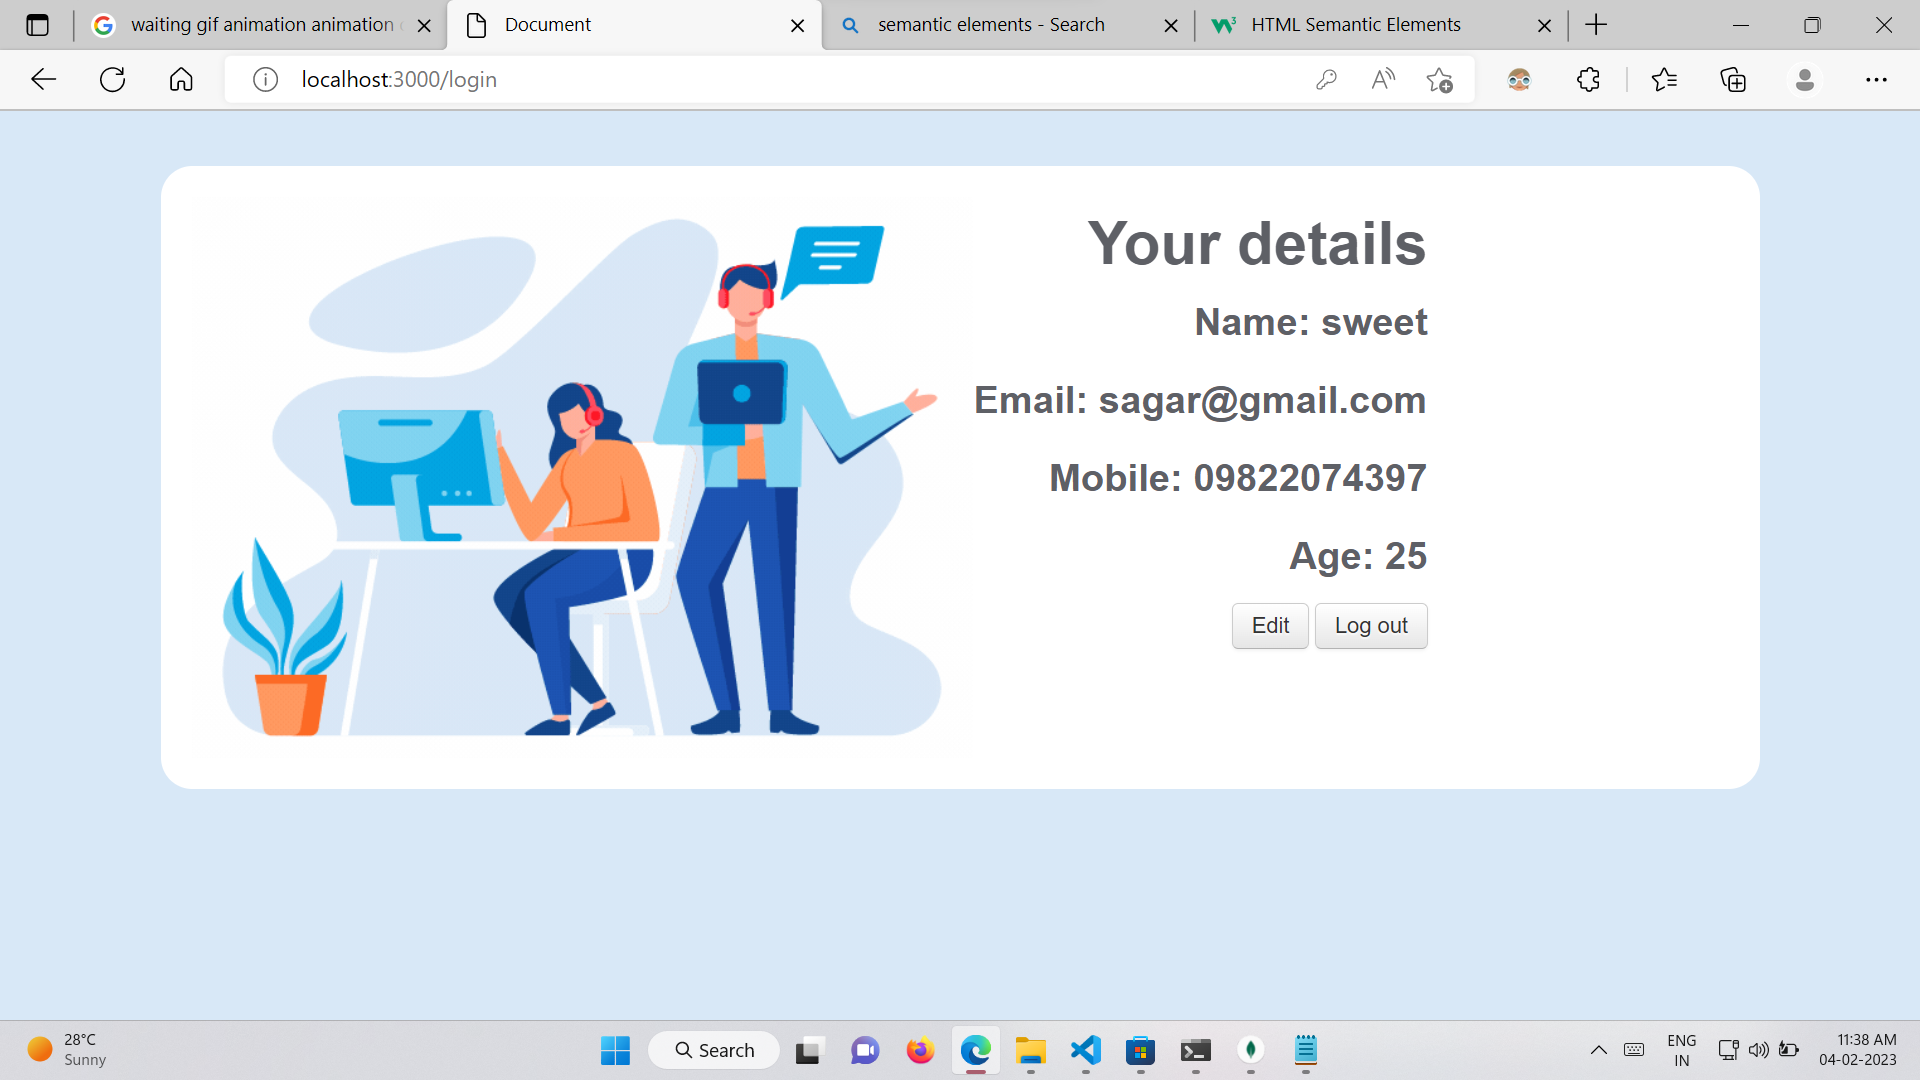 waiting gif animation animation
Document
semantic elements - Search
HTML Semantic Elements
localhost:3000/login
Your details
Name: sweet
Email: sagar@gmail.com
Mobile: 09822074397
Age: 25
Edit
Log out
28°C
Sunny
Search
ENG
IN
11:38 AM
04-02-2023